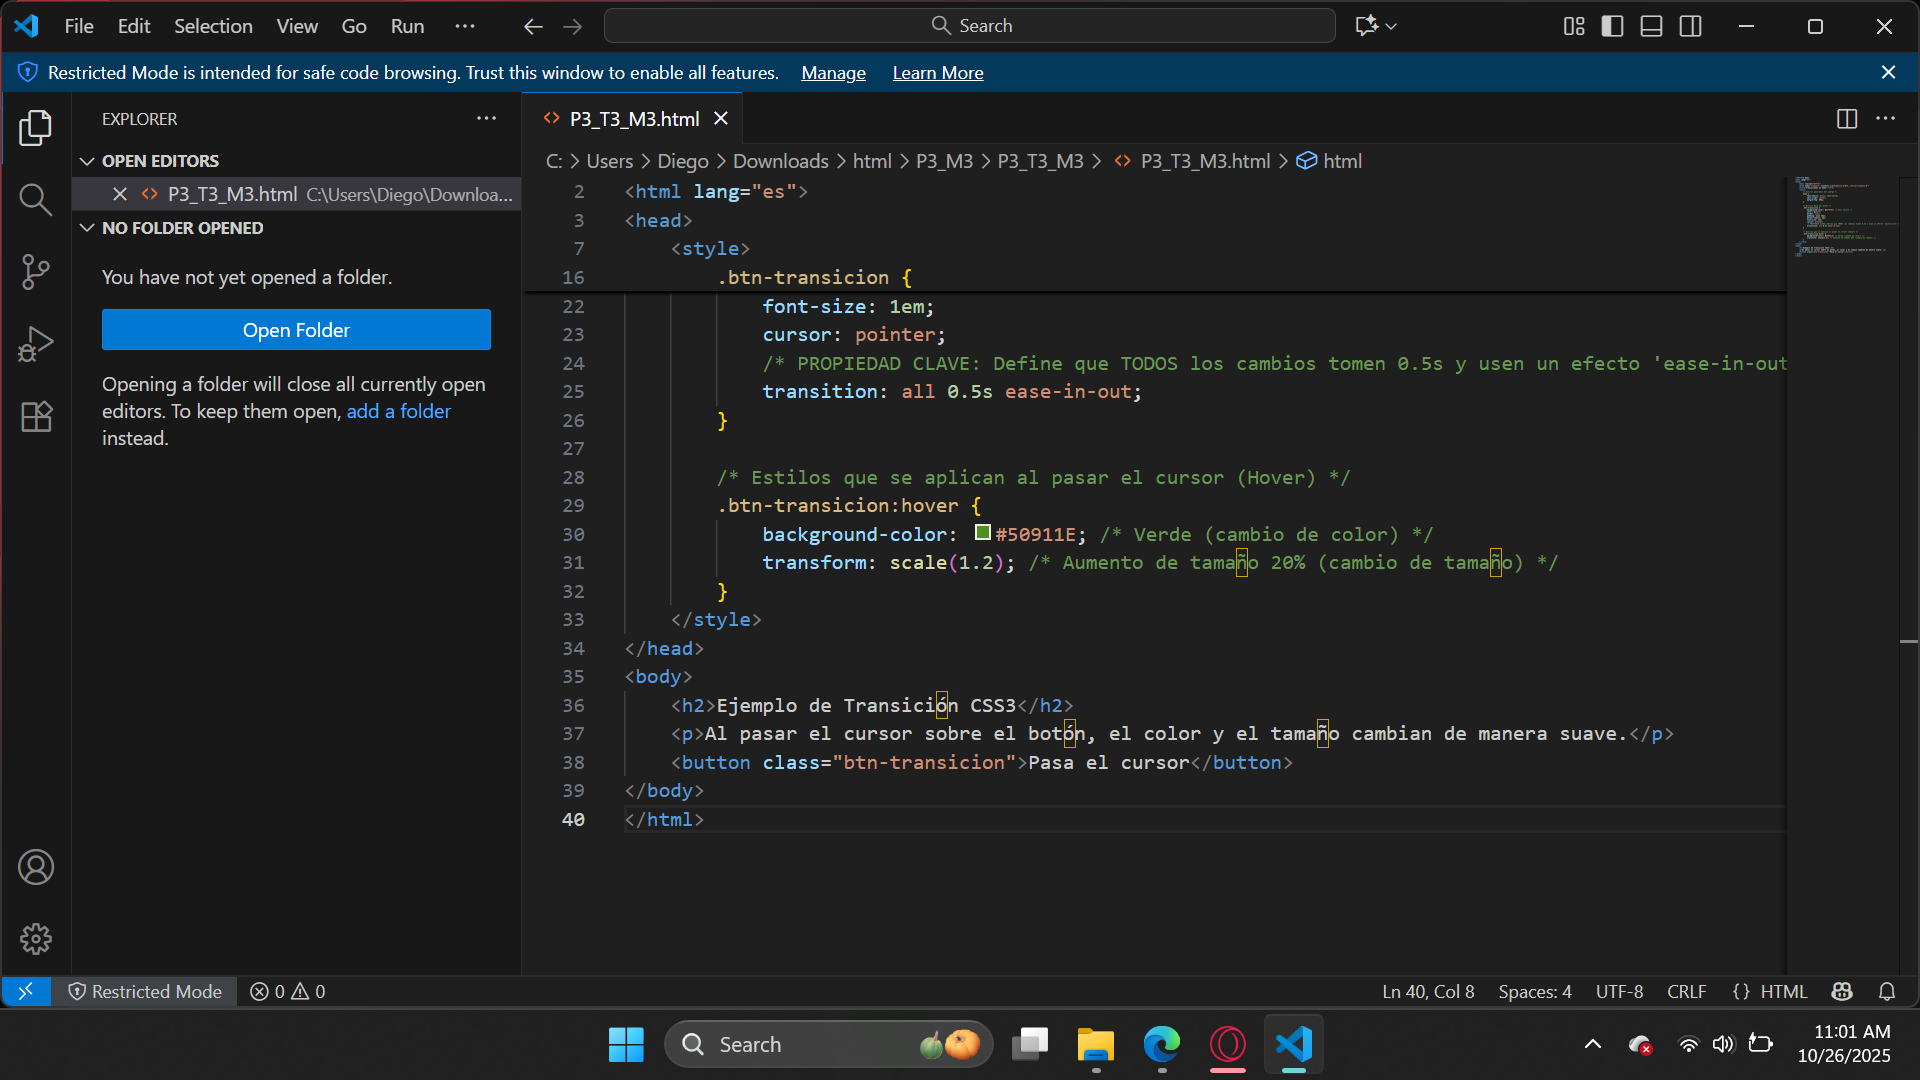 File Edit Selection View Go Run ··· Search
Restricted Mode is intended for safe code browsing. Trust this window to enable all features. Manage Learn More
EXPLORER
OPEN EDITORS
P3_T3_M3.html C:\Users\Diego\Downloa...
NO FOLDER OPENED
You have not yet opened a folder.
Open Folder
Opening a folder will close all currently open
editors. To keep them open, add a folder
instead.
P3_T3_M3.html
C: > Users > Diego > Downloads > html > P3_M3 > P3_T3_M3 > <> P3_T3_M3.html > html
2 <html lang="es">
3 <head>
7 <style>
16 .btn-transicion {
22 font-size: 1em;
23 cursor: pointer;
24 /* PROPIEDAD CLAVE: Define que TODOS los cambios tomen 0.5s y usen un efecto 'ease-in-out
25 transition: all 0.5s ease-in-out;
26 }
27
28 /* Estilos que se aplican al pasar el cursor (Hover) */
29 .btn-transicion:hover {
30 background-color: #50911E; /* Verde (cambio de color) */
31 transform: scale(1.2); /* Aumento de tamaño 20% (cambio de tamaño) */
32 }
33 </style>
34 </head>
35 <body>
36 <h2>Ejemplo de Transición CSS3</h2>
37 <p>Al pasar el cursor sobre el botón, el color y el tamaño cambian de manera suave.</p>
38 <button class="btn-transicion">Pasa el cursor</button>
39 </body>
40 </html>
Restricted Mode 0 0 Ln 40, Col 8 Spaces: 4 UTF-8 CRLF {} HTML
Search
11:01 AM
10/26/2025